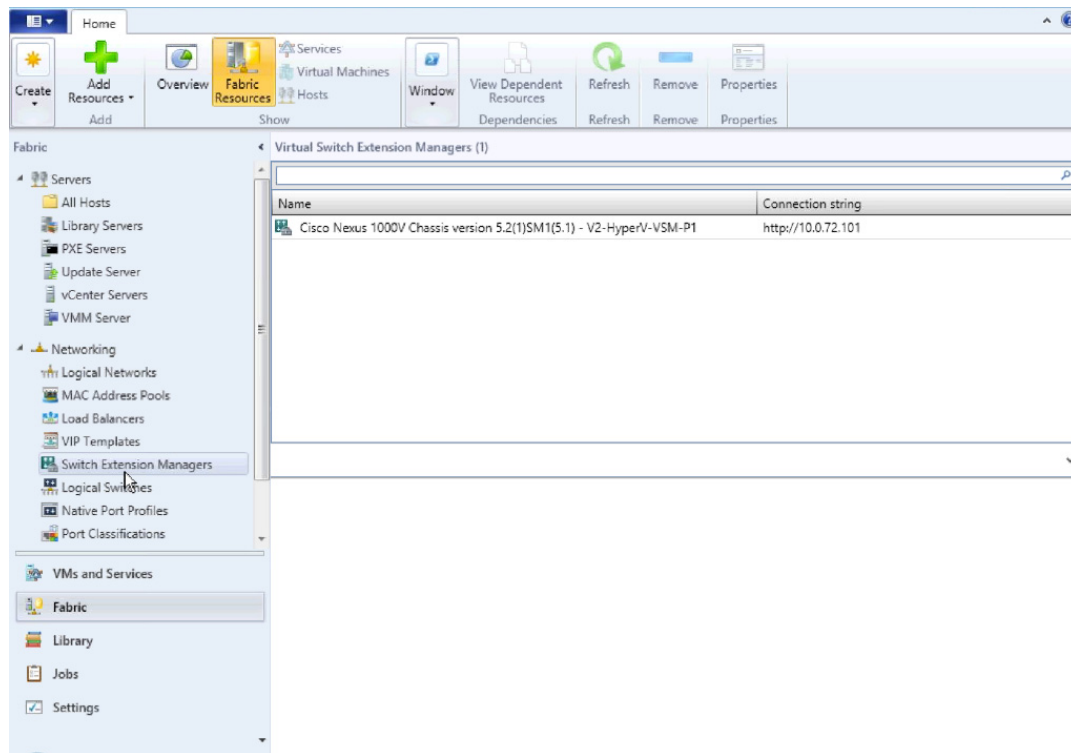 Home
Create
Add Resources
Overview
Fabric Resources
Services
Virtual Machines
Hosts
Window
View Dependent Resources
Refresh
Remove
Properties
Add
Show
Dependencies
Refresh
Remove
Properties
Fabric
Servers
All Hosts
Library Servers
PXE Servers
Update Server
vCenter Servers
VMM Server
Networking
Logical Networks
MAC Address Pools
Load Balancers
VIP Templates
Switch Extension Managers
Logical Switches
Native Port Profiles
Port Classifications
VMs and Services
Fabric
Library
Jobs
Settings
Virtual Switch Extension Managers (1)
Name Connection string
Cisco Nexus 1000V Chassis version 5.2(1)SM1(5.1) - V2-HyperV-VSM-P1 http://10.0.72.101